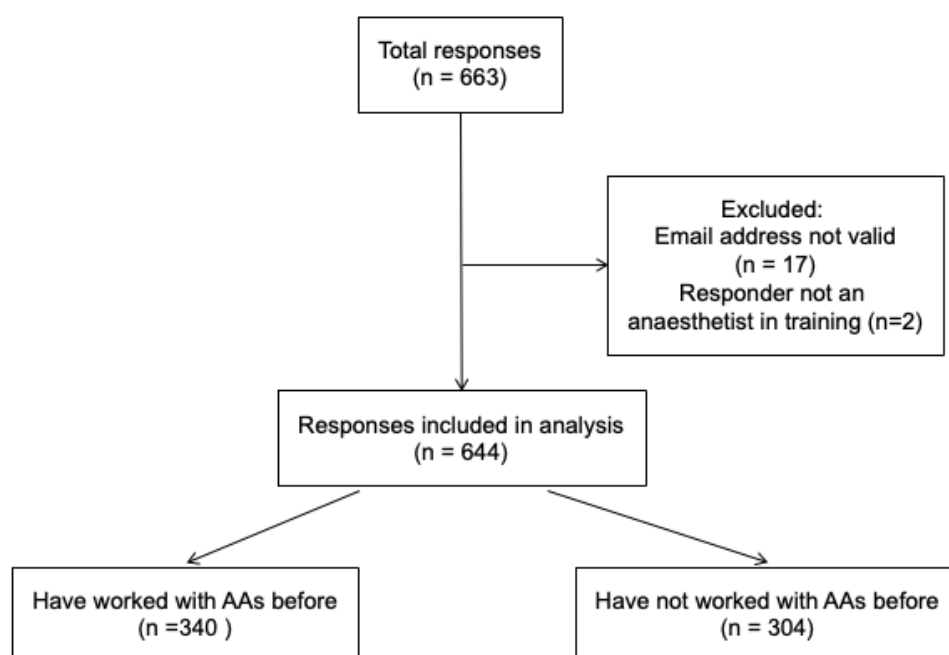 Total responses
(n = 663)
Excluded:
Email address not valid
(n = 17)
Responder not an
anaesthetist in training (n=2)
Responses included in analysis
(n = 644)
Have worked with AAs before
(n =340 )
Have not worked with AAs before
(n = 304)